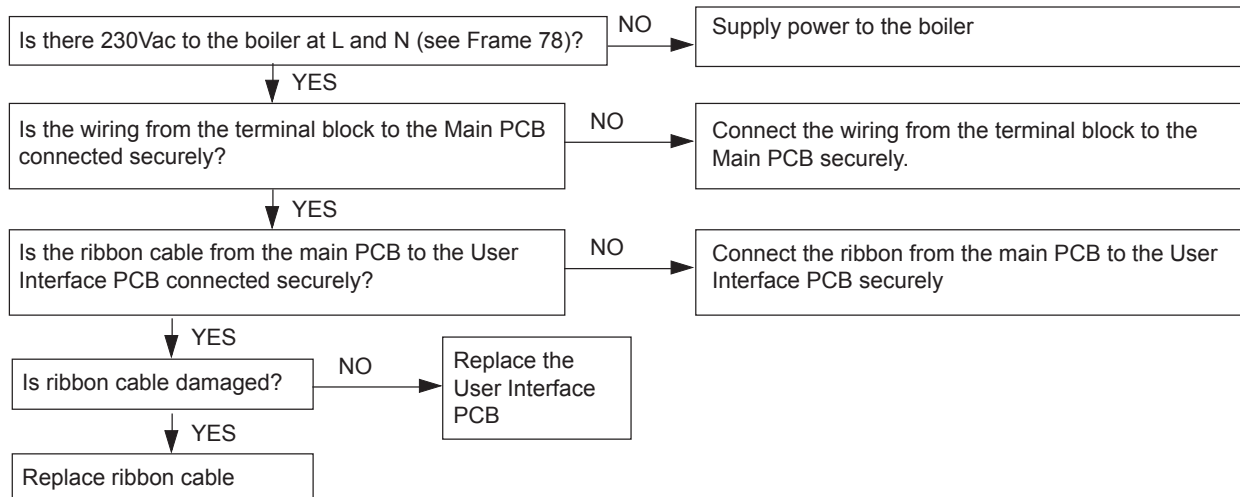 Is there 230Vac to the boiler at L and N (see Frame 78)?
NO
Supply power to the boiler
YES
Is the wiring from the terminal block to the Main PCB
connected securely?
NO
Connect the wiring from the terminal block to the
Main PCB securely.
YES
Is the ribbon cable from the main PCB to the User
Interface PCB connected securely?
NO
Connect the ribbon from the main PCB to the User
Interface PCB securely
YES
Is ribbon cable damaged?
NO
Replace the
User Interface
PCB
YES
Replace ribbon cable